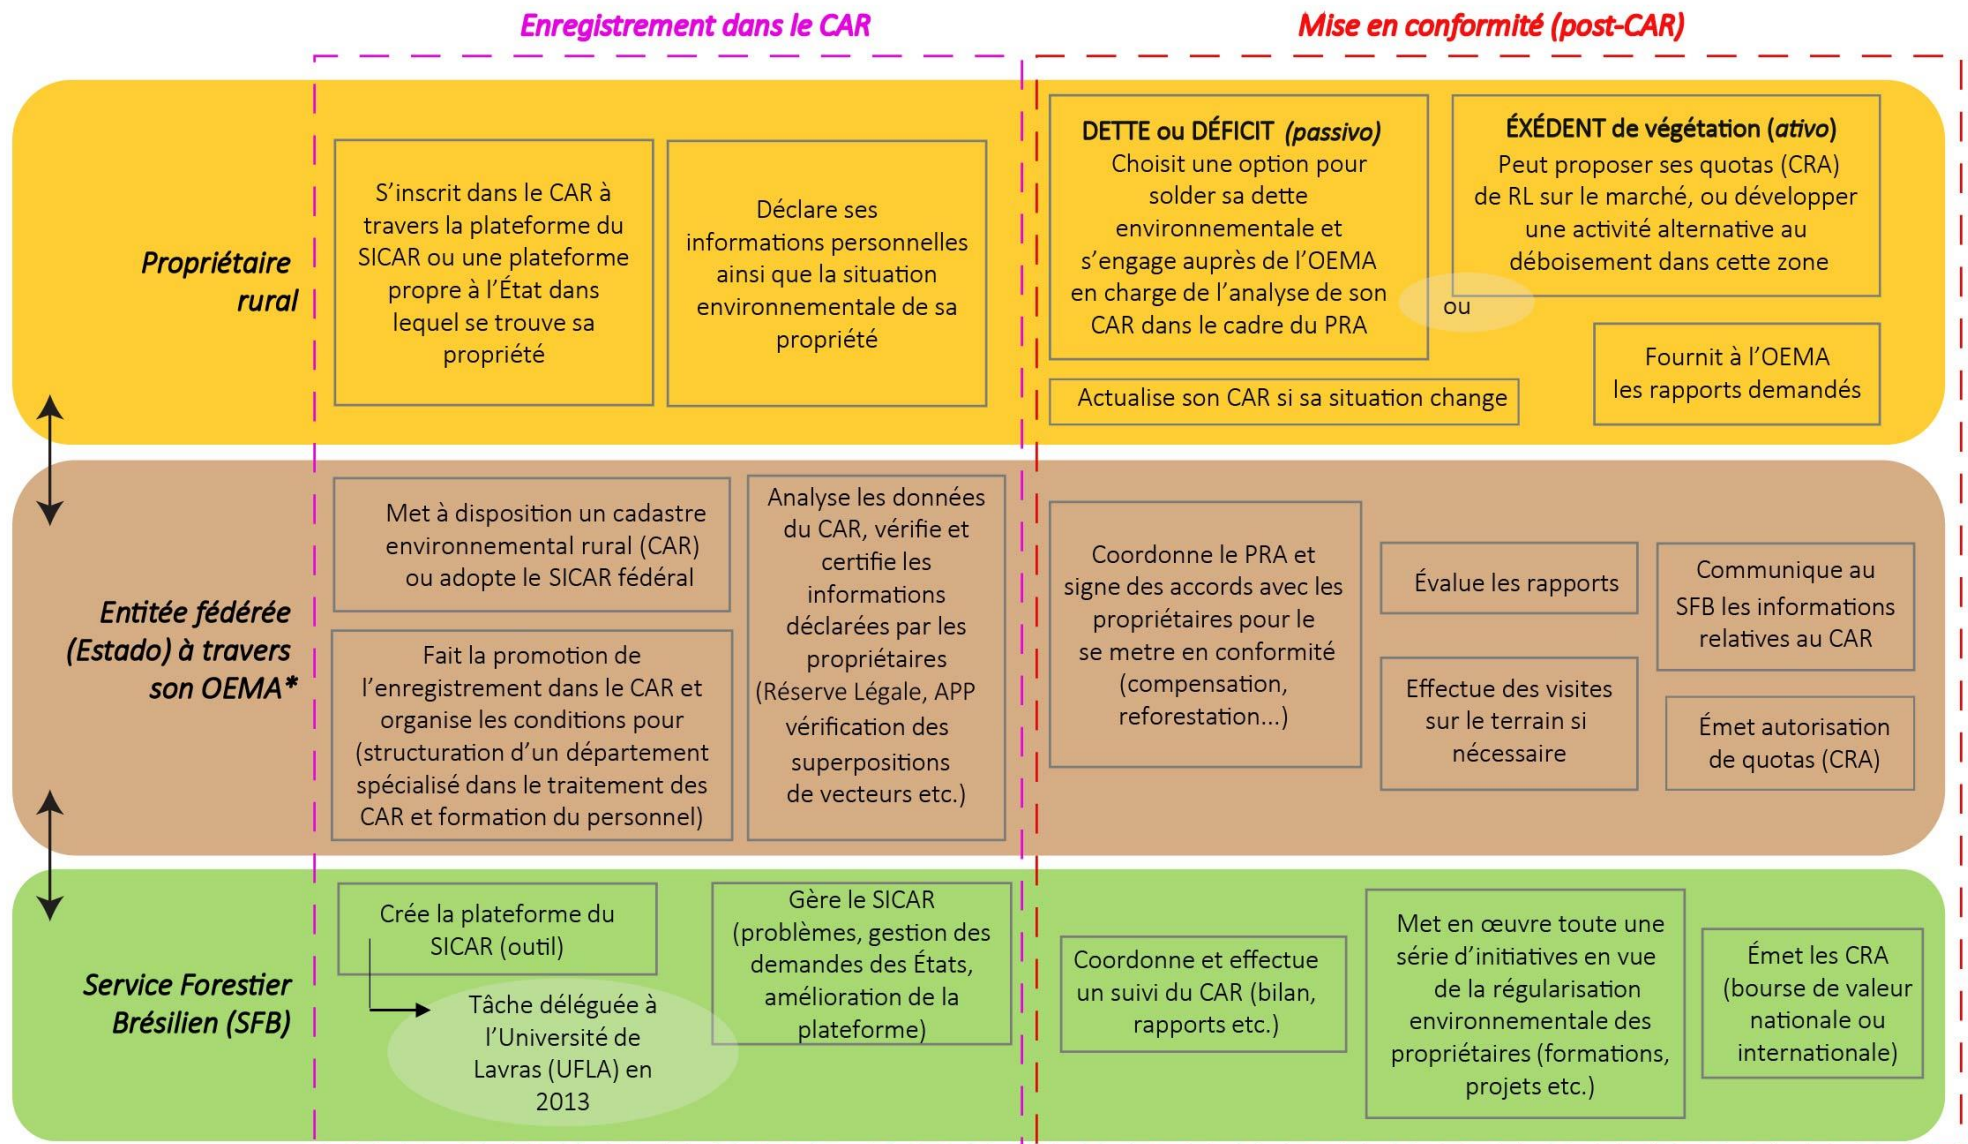 Enregistrement dans le CAR
Mise en conformité (post-CAR)
Propriétaire
rural
S'inscrit dans le CAR à
travers la plateforme du
SICAR ou une plateforme
propre à l'État dans
lequel se trouve sa
propriété
Déclare ses
informations personnelles
ainsi que la situation
environnementale de sa
propriété
DETTE ou DÉFICIT (passivo)
Choisit une option pour
solder sa dette
environnementale et
s'engage auprès de l'OEMA
en charge de l'analyse de son
CAR dans le cadre du PRA
ou
ÉXÉDENT de végétation (ativo)
Peut proposer ses quotas (CRA)
de RL sur le marché, ou développer
une activité alternative au
déboisement dans cette zone
Actualise son CAR si sa situation change
Fournit à l'OEMA
les rapports demandés
Entitée fédérée
(Estado) à travers
son OEMA*
Met à disposition un cadastre
environnemental rural (CAR)
ou adopte le SICAR fédéral
Fait la promotion de
l'enregistrement dans le CAR et
organise les conditions pour
(structuration d'un département
spécialisé dans le traitement des
CAR et formation du personnel)
Analyse les données
du CAR, vérifie et
certifie les
informations
déclarées par les
propriétaires
(Réserve Légale, APP
vérification des
superpositions
de vecteurs etc.)
Coordonne le PRA et
signe des accords avec les
propriétaires pour le
se metre en conformité
(compensation,
reforestation...)
Évalue les rapports
Effectue des visites
sur le terrain si
nécessaire
Communique au
SFB les informations
relatives au CAR
Émet autorisation
de quotas (CRA)
Service Forestier
Brésilien (SFB)
Crée la plateforme du
SICAR (outil)
Tâche déléguée à
l'Université de
Lavras (UFLA) en
2013
Gère le SICAR
(problèmes, gestion des
demandes des États,
amélioration de la
plateforme)
Coordonne et effectue
un suivi du CAR (bilan,
rapports etc.)
Met en œuvre toute une
série d'initiatives en vue
de la régularisation
environnementale des
propriétaires (formations,
projets etc.)
Émet les CRA
(bourse de valeur
nationale ou
internationale)